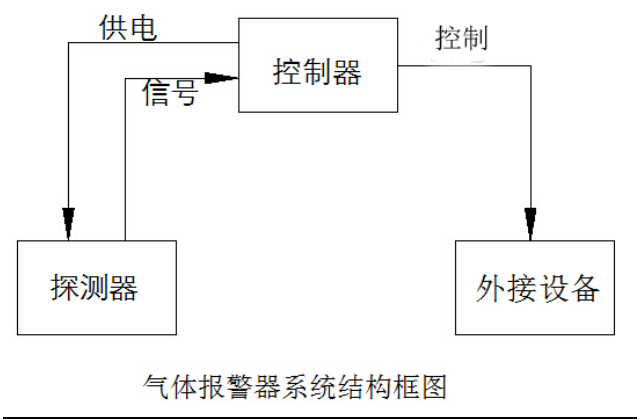 供电
控制
控制器
信号
探测器
外接设备
气体报警器系统结构框图